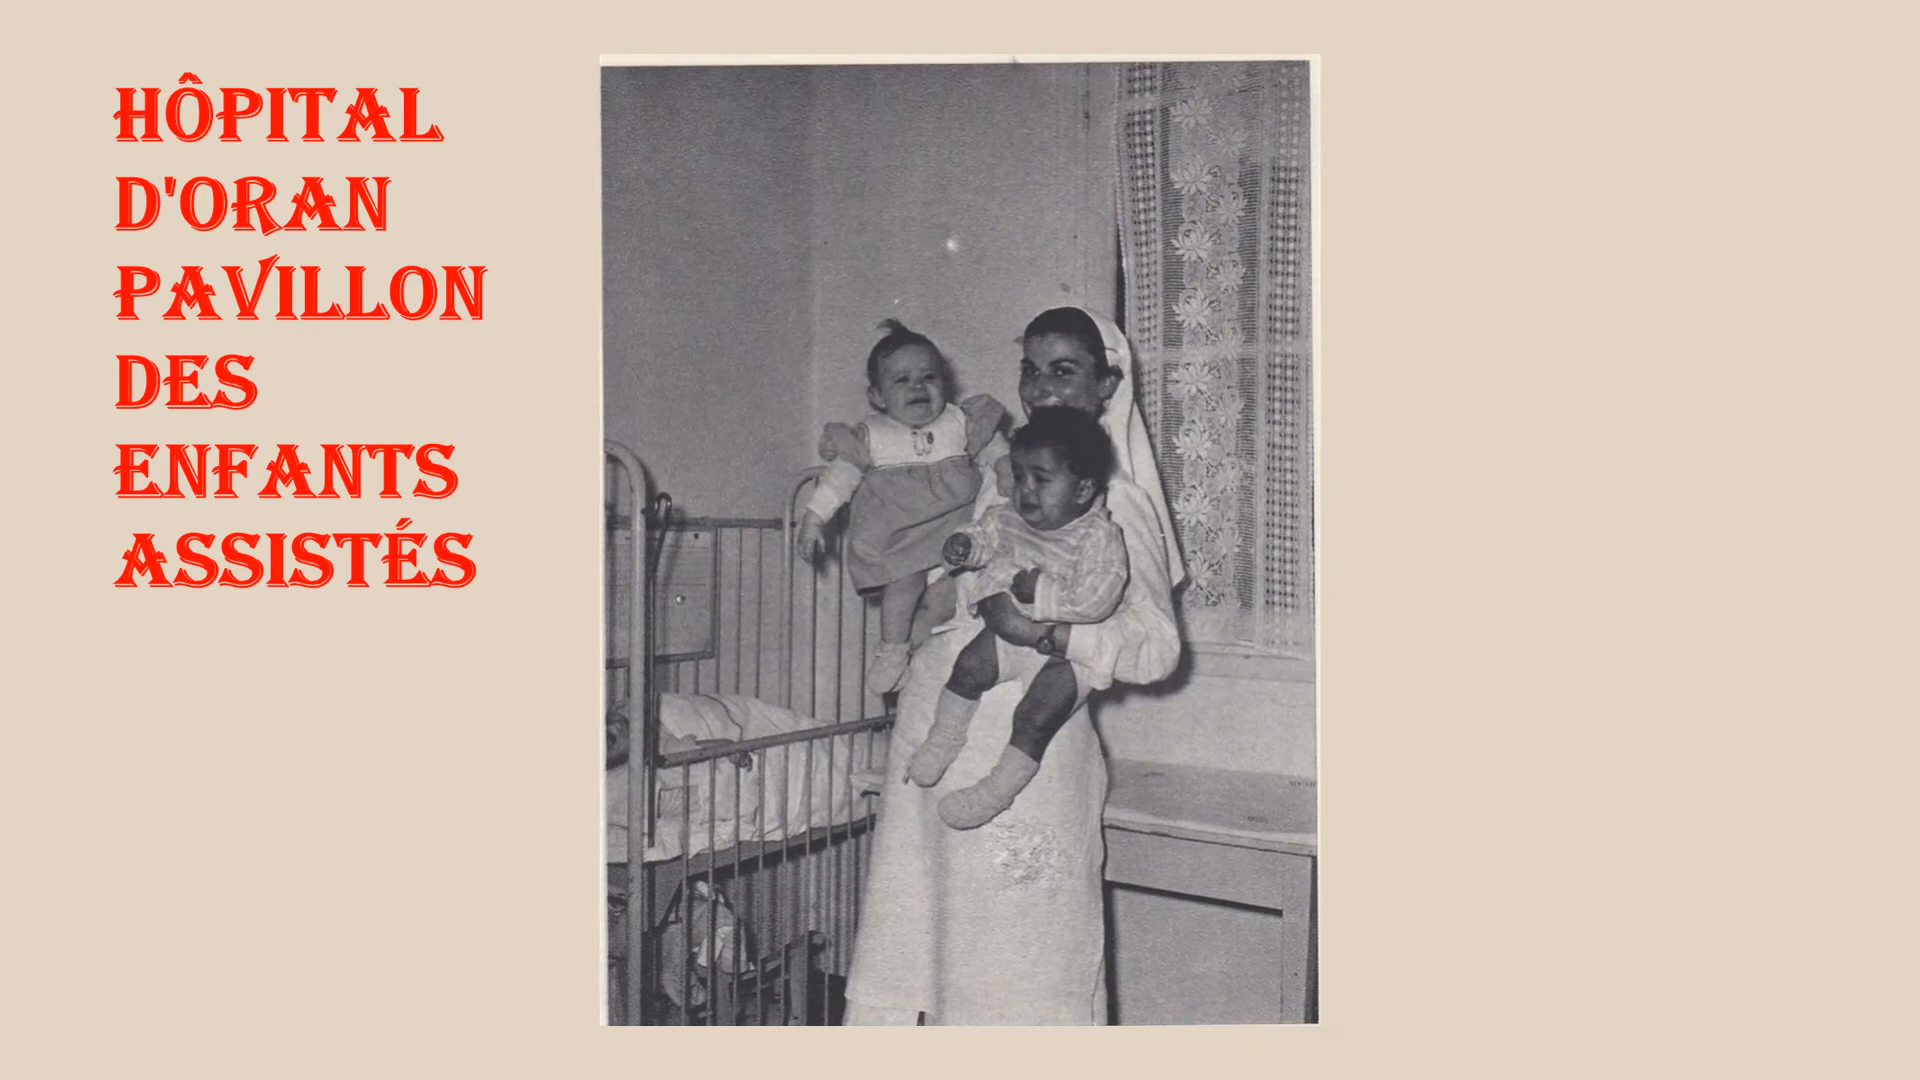 HÔPITAL
D'ORAN
PAVILLON
DES
ENFANTS
ASSISTÉS